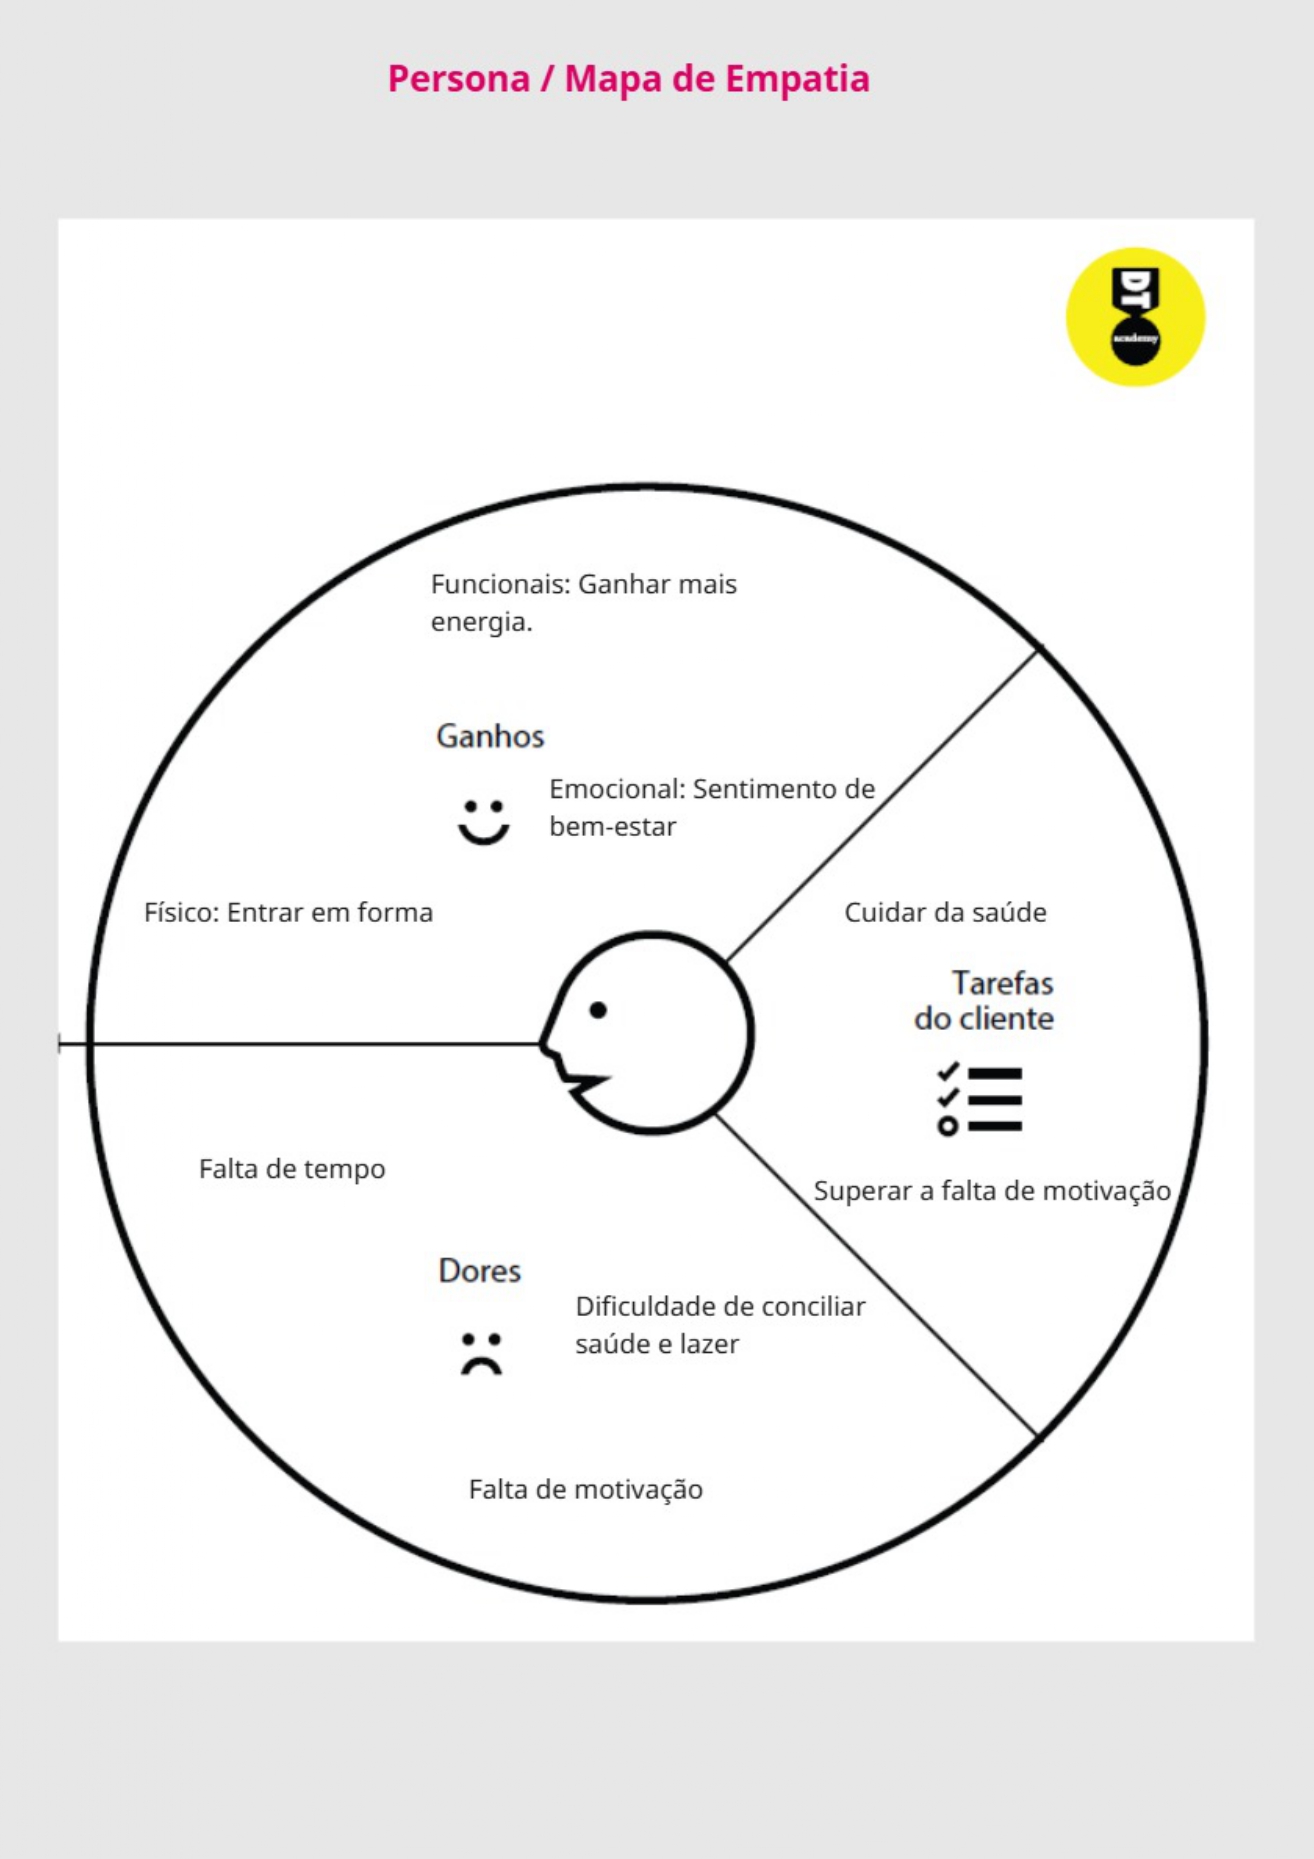 Persona / Mapa de Empatia
DT
academy
Funcionais: Ganhar mais
energia.
Ganhos
Emocional: Sentimento de
bem-estar
Físico: Entrar em forma
Cuidar da saúde
Tarefas
do cliente
Falta de tempo
Superar a falta de motivação
Dores
Dificuldade de conciliar
saúde e lazer
Falta de motivação